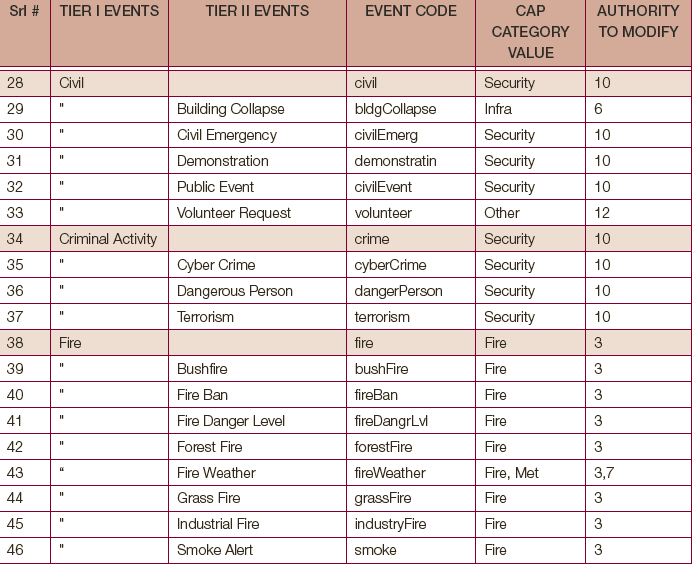 Srl # TIER I EVENTS TIER II EVENTS EVENT CODE CAP CATEGORY VALUE AUTHORITY TO MODIFY
28 Civil civil Security 10
29 " Building Collapse bldgCollapse Infra 6
30 " Civil Emergency civilEmerg Security 10
31 " Demonstration demonstratin Security 10
32 " Public Event civilEvent Security 10
33 " Volunteer Request volunteer Other 12
34 Criminal Activity crime Security 10
35 " Cyber Crime cyberCrime Security 10
36 " Dangerous Person dangerPerson Security 10
37 " Terrorism terrorism Security 10
38 Fire fire Fire 3
39 " Bushfire bushFire Fire 3
40 " Fire Ban fireBan Fire 3
41 " Fire Danger Level fireDangrLvl Fire 3
42 " Forest Fire forestFire Fire 3
43 “ Fire Weather fireWeather Fire, Met 3,7
44 " Grass Fire grassFire Fire 3
45 " Industrial Fire industryFire Fire 3
46 " Smoke Alert smoke Fire 3